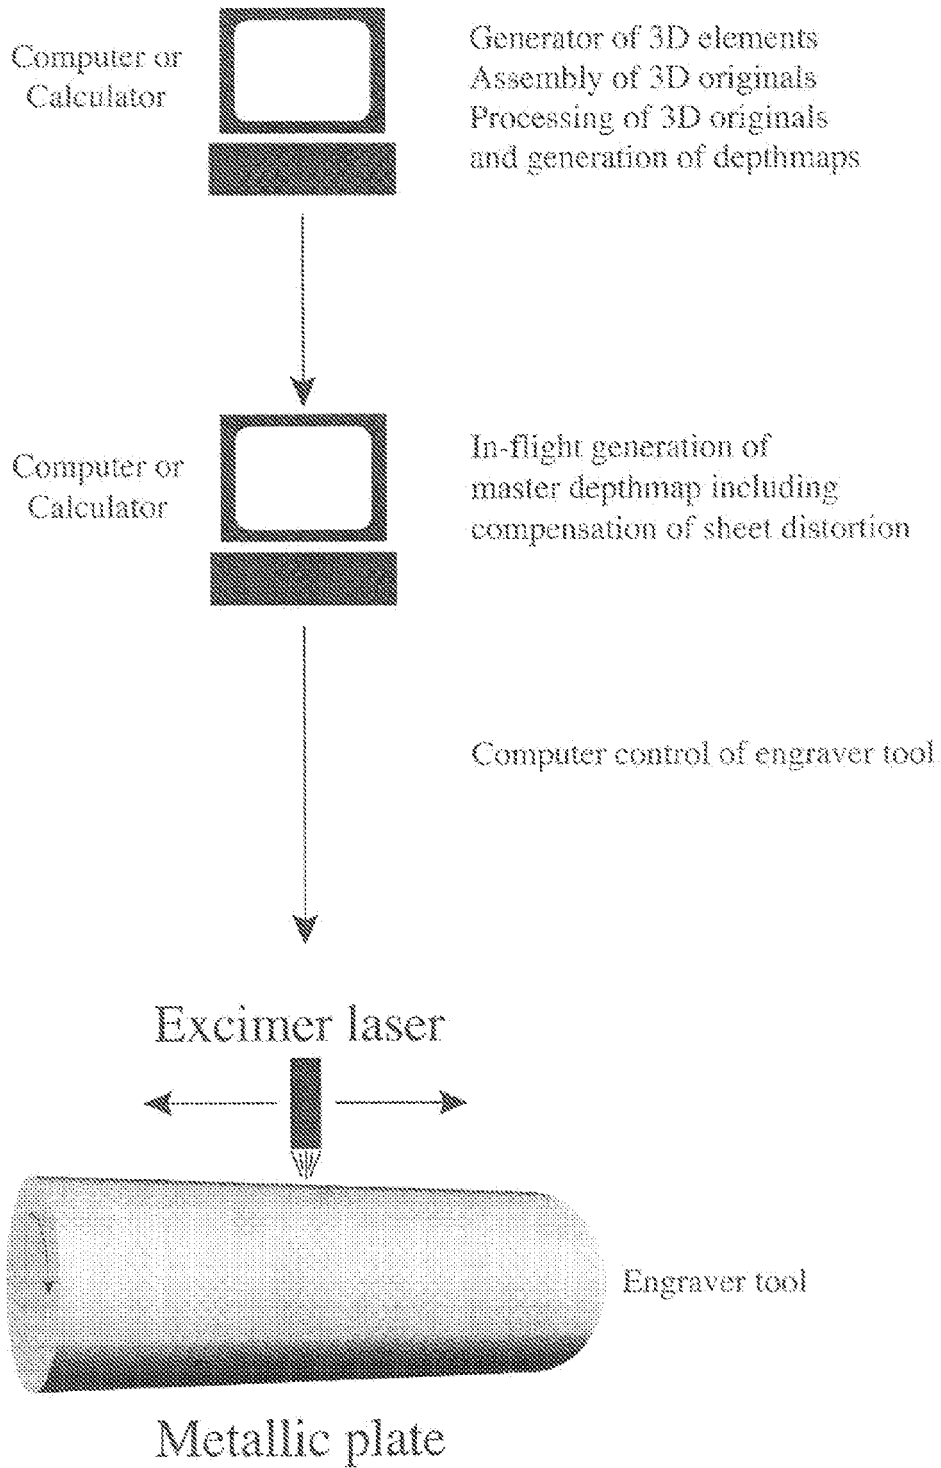 Computer or
Calculator
Generator of 3D elements
Assembly of 3D originals
Processing of 3D originals
and generation of depthmaps
Computer or
Calculator
In-flight generation of
master depthmap including
compensation of sheet distortion
Computer control of engraver tool
Excimer laser
Engraver tool
Metallic plate